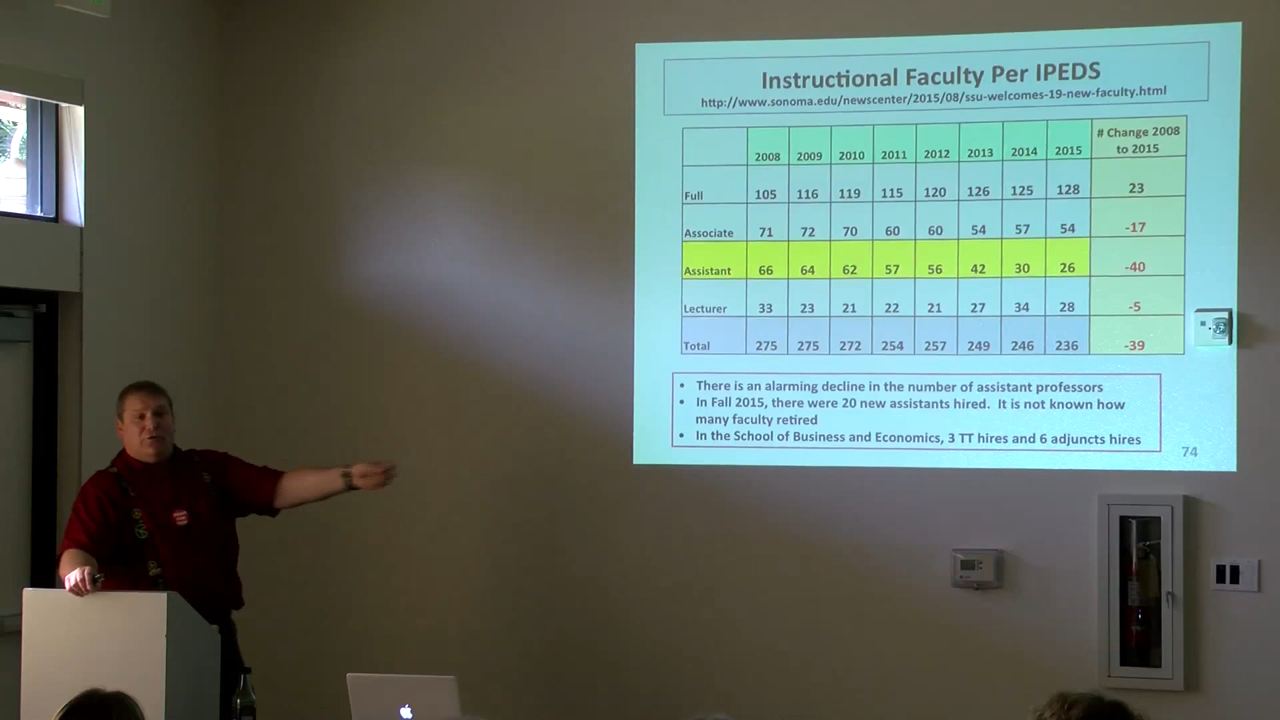 Instructional Faculty Per IPEDS
http://www.sonoma.edu/newscenter/2015/08/ssu-welcomes-19-new-faculty.html
2008 2009 2010 2011 2012 2013 2014 2015 # Change 2008
to 2015
Full 105 116 119 115 120 126 125 128 23
Associate 71 72 70 60 60 54 57 54 -17
Assistant 66 64 62 57 56 42 30 26 -40
Lecturer 33 23 21 22 21 27 34 28 -5
Total 275 275 272 254 257 249 246 236 -39
• There is an alarming decline in the number of assistant professors
• In Fall 2015, there were 20 new assistants hired. It is not known how
many faculty retired
• In the School of Business and Economics, 3 TT hires and 6 adjuncts hires
74